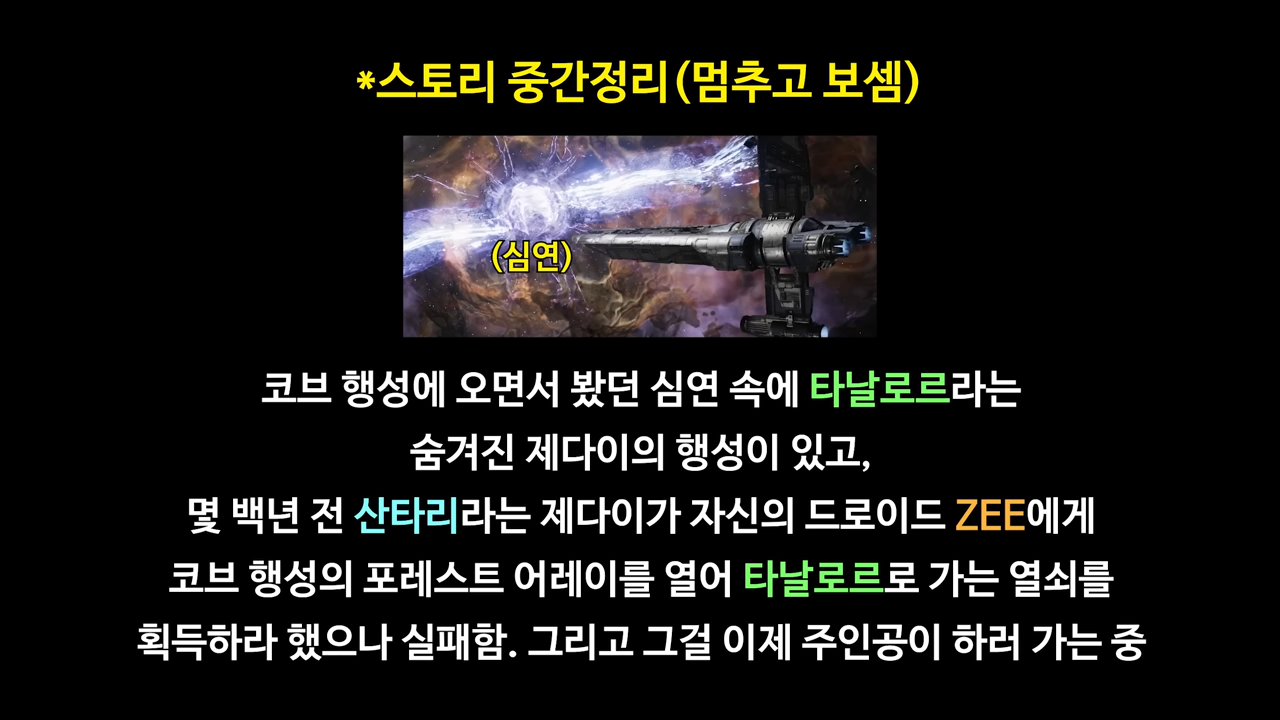 *스토리 중간정리(멈추고 보셈)
(심연)
코브 행성에 오면서 봤던 심연 속에 타날로르라는
숨겨진 제다이의 행성이 있고,
몇 백년 전 산타리라는 제다이가 자신의 드로이드 ZEE에게
코브 행성의 포레스트 어레이를 열어 타날로르로 가는 열쇠를
획득하라 했으나 실패함. 그리고 그걸 이제 주인공이 하러 가는 중